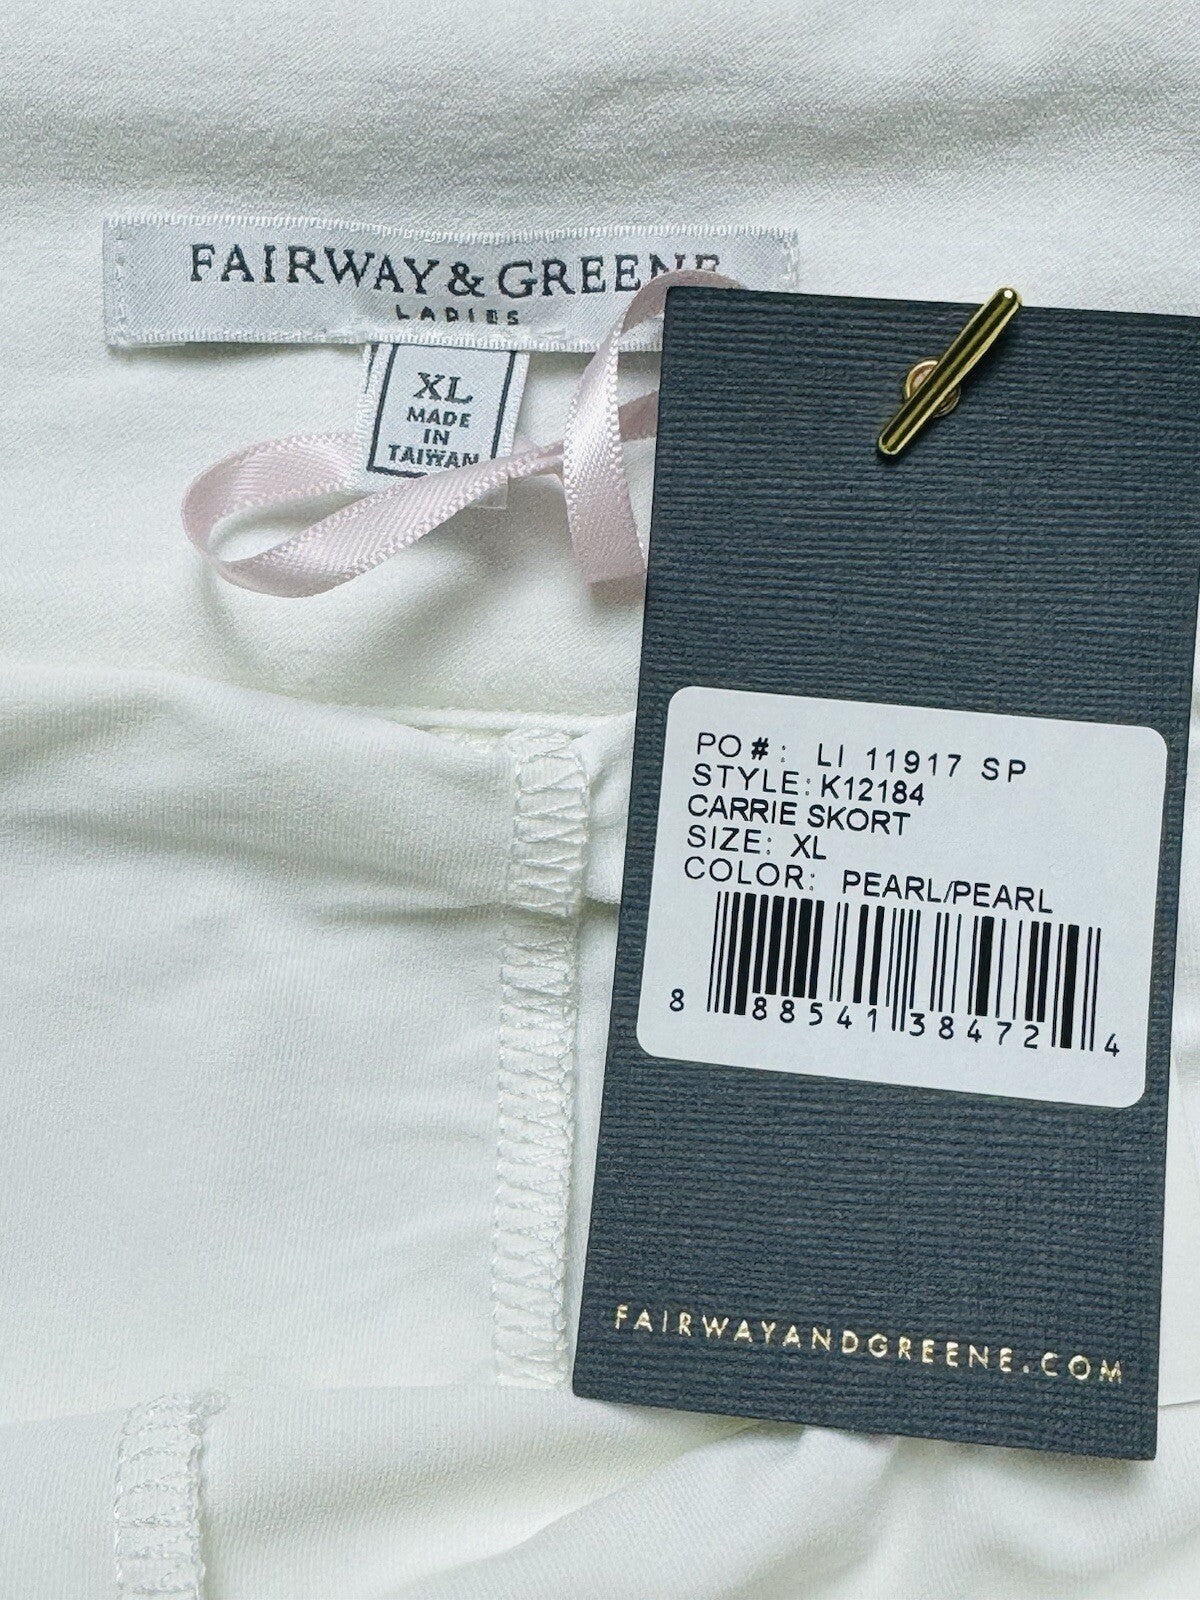 FAIRWAY & GREENE
LADIES
XL
MADE
IN
TAIWAN
PO #: LI 11917 SP
STYLE: K12184
CARRIE SKORT
SIZE: XL
COLOR: PEARL/PEARL
8 88541 38472 4
FAIRWAYANDGREENE.COM